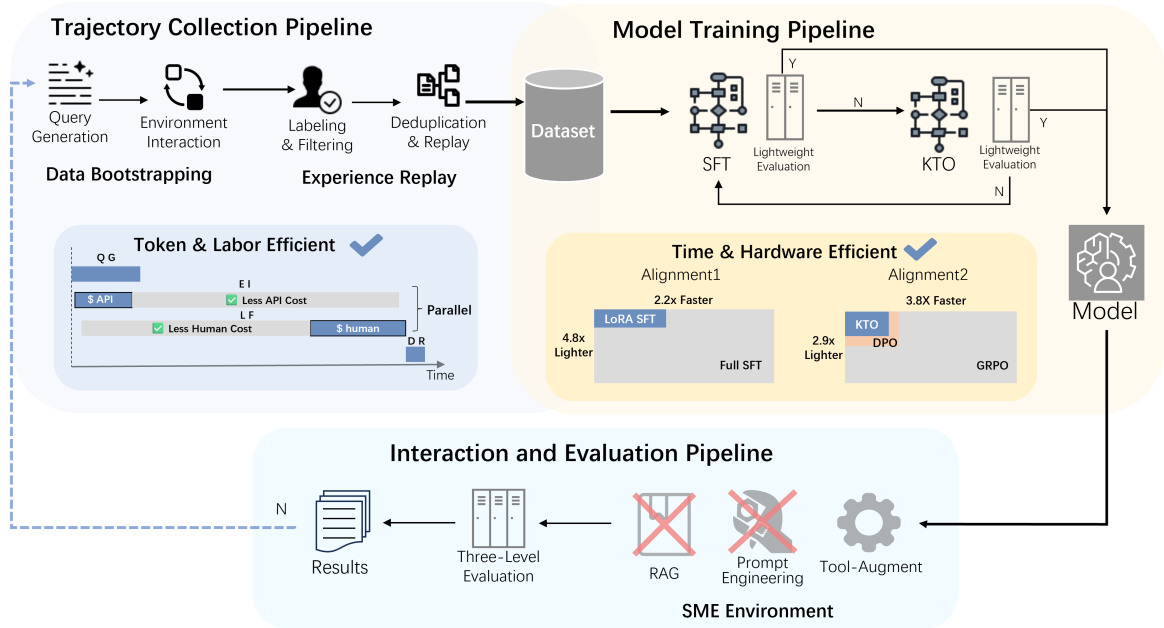 Trajectory Collection Pipeline
Query
Generation
Environment
Interaction
Labeling
& Filtering
Deduplication
& Replay
Data Bootstrapping
Experience Replay
Token & Labor Efficient
Q G
E I
$ API
Less API Cost
L F
Less Human Cost
$ human
Parallel
D R
Time
Dataset
Model Training Pipeline
SFT
Lightweight
Evaluation
Y
N
KTO
Lightweight
Evaluation
Y
N
Time & Hardware Efficient
Alignment1
2.2x Faster
LoRA SFT
4.8x
Lighter
Full SFT
Alignment2
3.8X Faster
KTO
DPO
2.9x
Lighter
GRPO
Model
Interaction and Evaluation Pipeline
N
Results
Three-Level
Evaluation
RAG
Prompt
Engineering
Tool-Augment
SME Environment